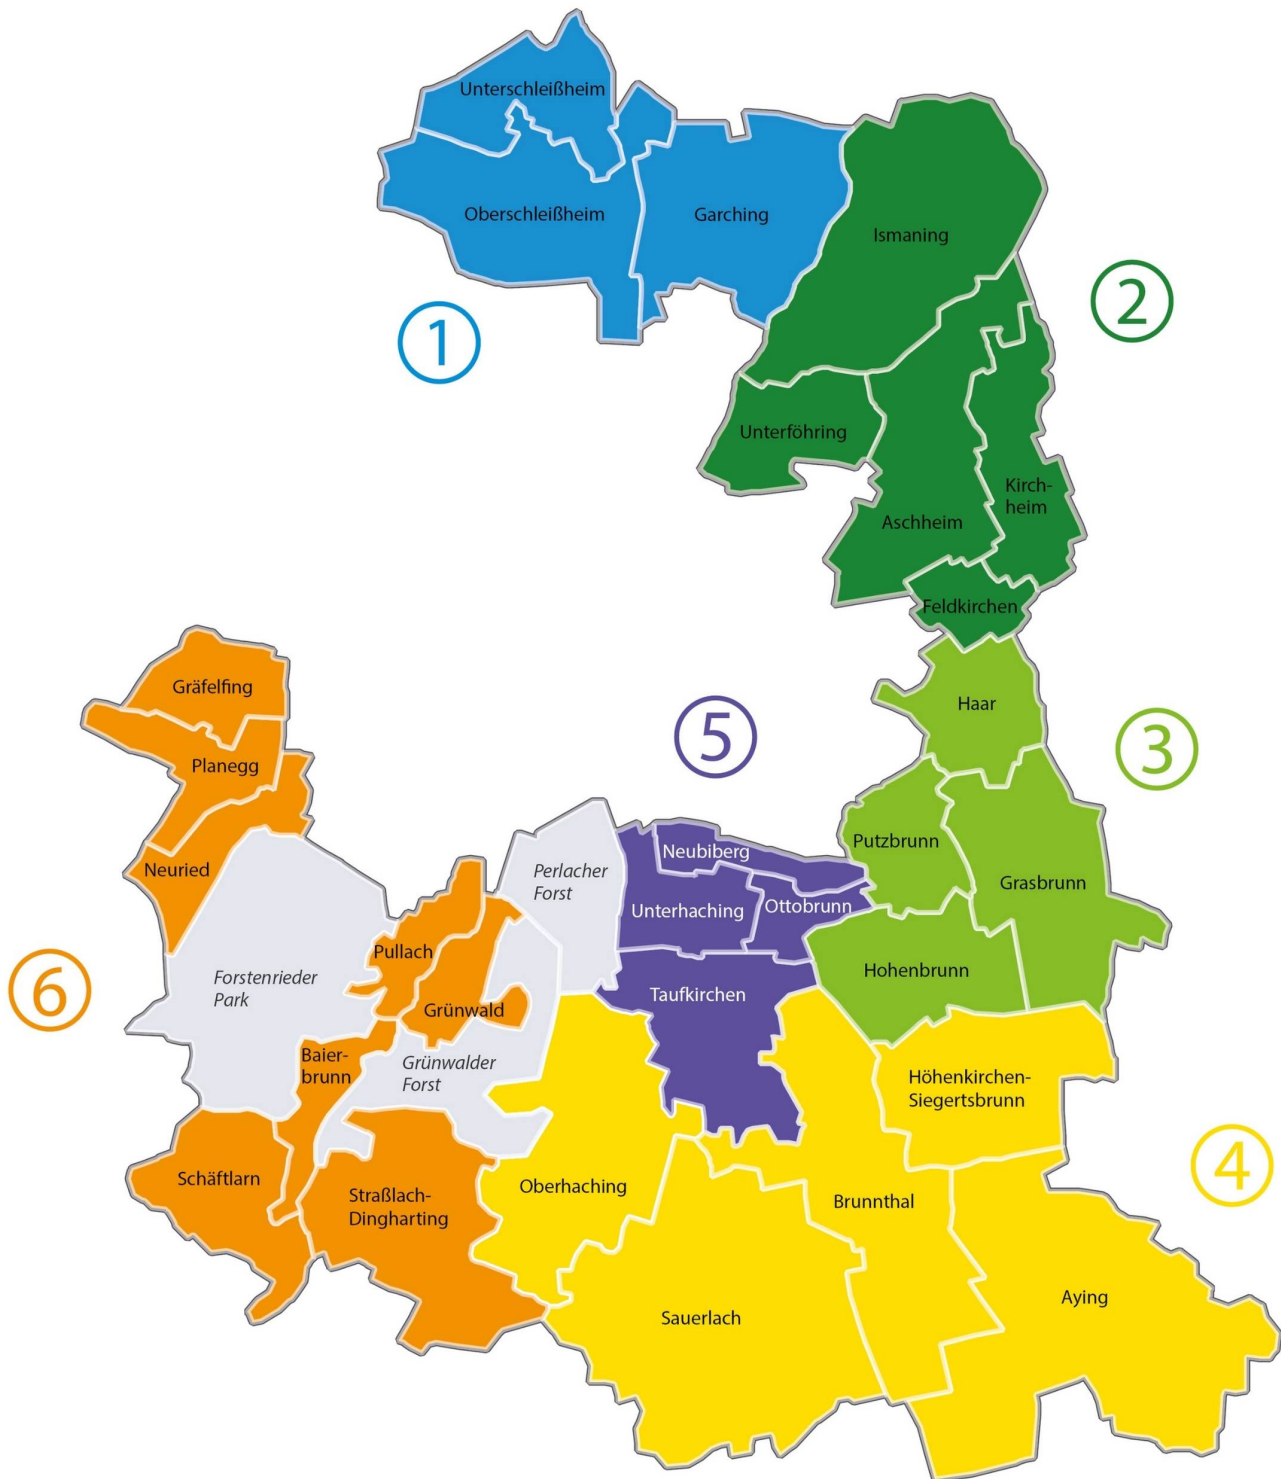 Unterschleißheim
Oberschleißheim
Garching
1
Ismaning
2
Unterföhring
Kirch-
heim
Aschheim
Feldkirchen
Gräfelfing
Planegg
Neuried
5
Haar
3
Putzbrunn
Grasbrunn
Neubiberg
Perlacher
Forst
Unterhaching
Ottobrunn
Hohenbrunn
Taufkirchen
6
Forstenrieder
Park
Pullach
Grünwald
Baier-
brunn
Grünwalder
Forst
Höhenkirchen-
Siegertsbrunn
4
Schäftlarn
Straßlach-
Dingharting
Oberhaching
Brunnthal
Sauerlach
Aying